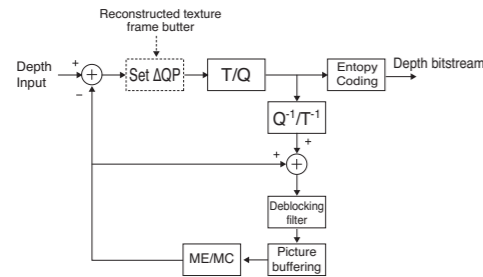 Reconstructed texture
frame butter
Depth
Input
+
−
Set ΔQP
T/Q
Entopy
Coding
Depth bitstream
Q⁻¹/T⁻¹
+
+
Deblocking
filter
Picture
buffering
ME/MC